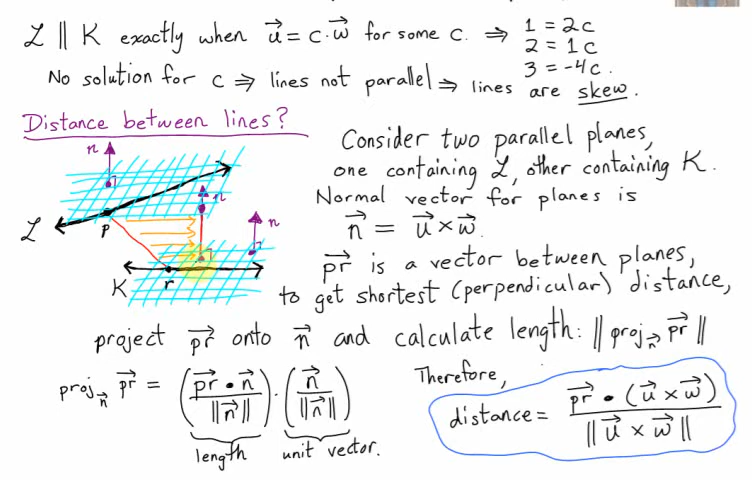 L ∥ K exactly when u⃗ = c·w⃗ for some c. ⇒ 1 = 2c
2 = 1c
3 = -4c.
No solution for c ⇒ lines not parallel ⇒ lines are skew.
Distance between lines?
Consider two parallel planes,
one containing L, other containing K.
Normal vector for planes is
n⃗ = u⃗ × w⃗.
pr⃗ is a vector between planes,
to get shortest (perpendicular) distance,
n
n
n
L
p
K
r
project pr⃗ onto n⃗ and calculate length: ‖ proj_n⃗ pr⃗ ‖
proj_n⃗ pr⃗ = (pr⃗ • n⃗ / ‖n⃗‖) · (n⃗ / ‖n⃗‖)
length unit vector.
Therefore,
distance = pr⃗ • (u⃗ × w⃗) / ‖ u⃗ × w⃗ ‖